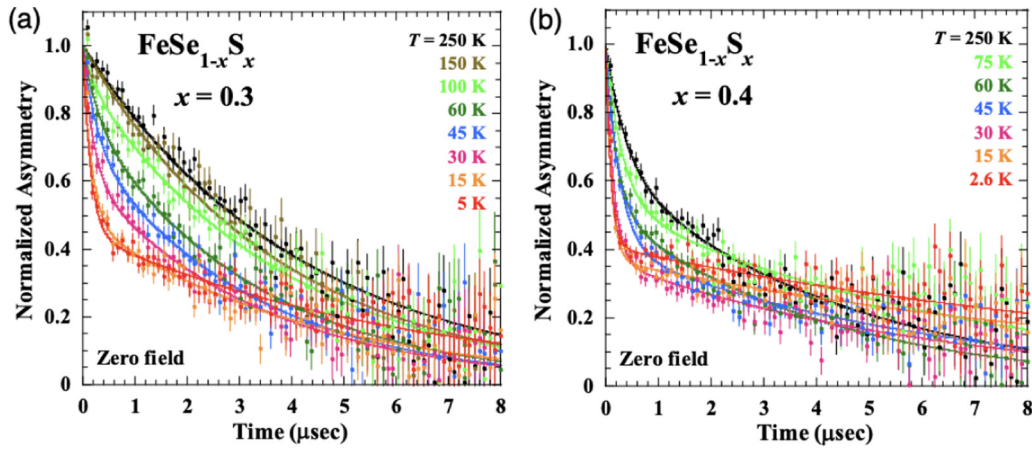 (a)
FeSe1-xSx
x = 0.3
T = 250 K
150 K
100 K
60 K
45 K
30 K
15 K
5 K
Normalized Asymmetry
1.0
0.8
0.6
0.4
0.2
0
Zero field
0 1 2 3 4 5 6 7 8
Time (μsec)
(b)
FeSe1-xSx
x = 0.4
T = 250 K
75 K
60 K
45 K
30 K
15 K
2.6 K
Normalized Asymmetry
1.0
0.8
0.6
0.4
0.2
0
Zero field
0 1 2 3 4 5 6 7 8
Time (μsec)